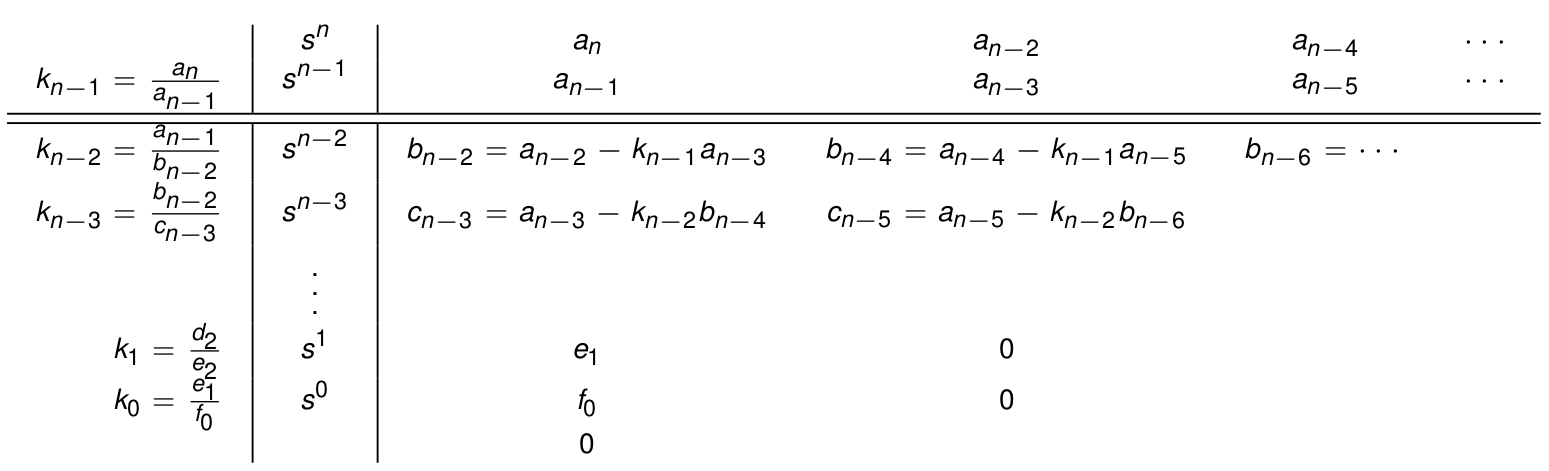 s^n a_n a_{n−2} a_{n−4} ···
k_{n−1} = a_n/a_{n−1} s^{n−1} a_{n−1} a_{n−3} a_{n−5} ···
k_{n−2} = a_{n−1}/b_{n−2} s^{n−2} b_{n−2} = a_{n−2} − k_{n−1}a_{n−3} b_{n−4} = a_{n−4} − k_{n−1}a_{n−5} b_{n−6} = ···
k_{n−3} = b_{n−2}/c_{n−3} s^{n−3} c_{n−3} = a_{n−3} − k_{n−2}b_{n−4} c_{n−5} = a_{n−5} − k_{n−2}b_{n−6}
⋮
k_1 = d_2/e_2 s^1 e_1 0
k_0 = e_1/f_0 s^0 f_0 0
0